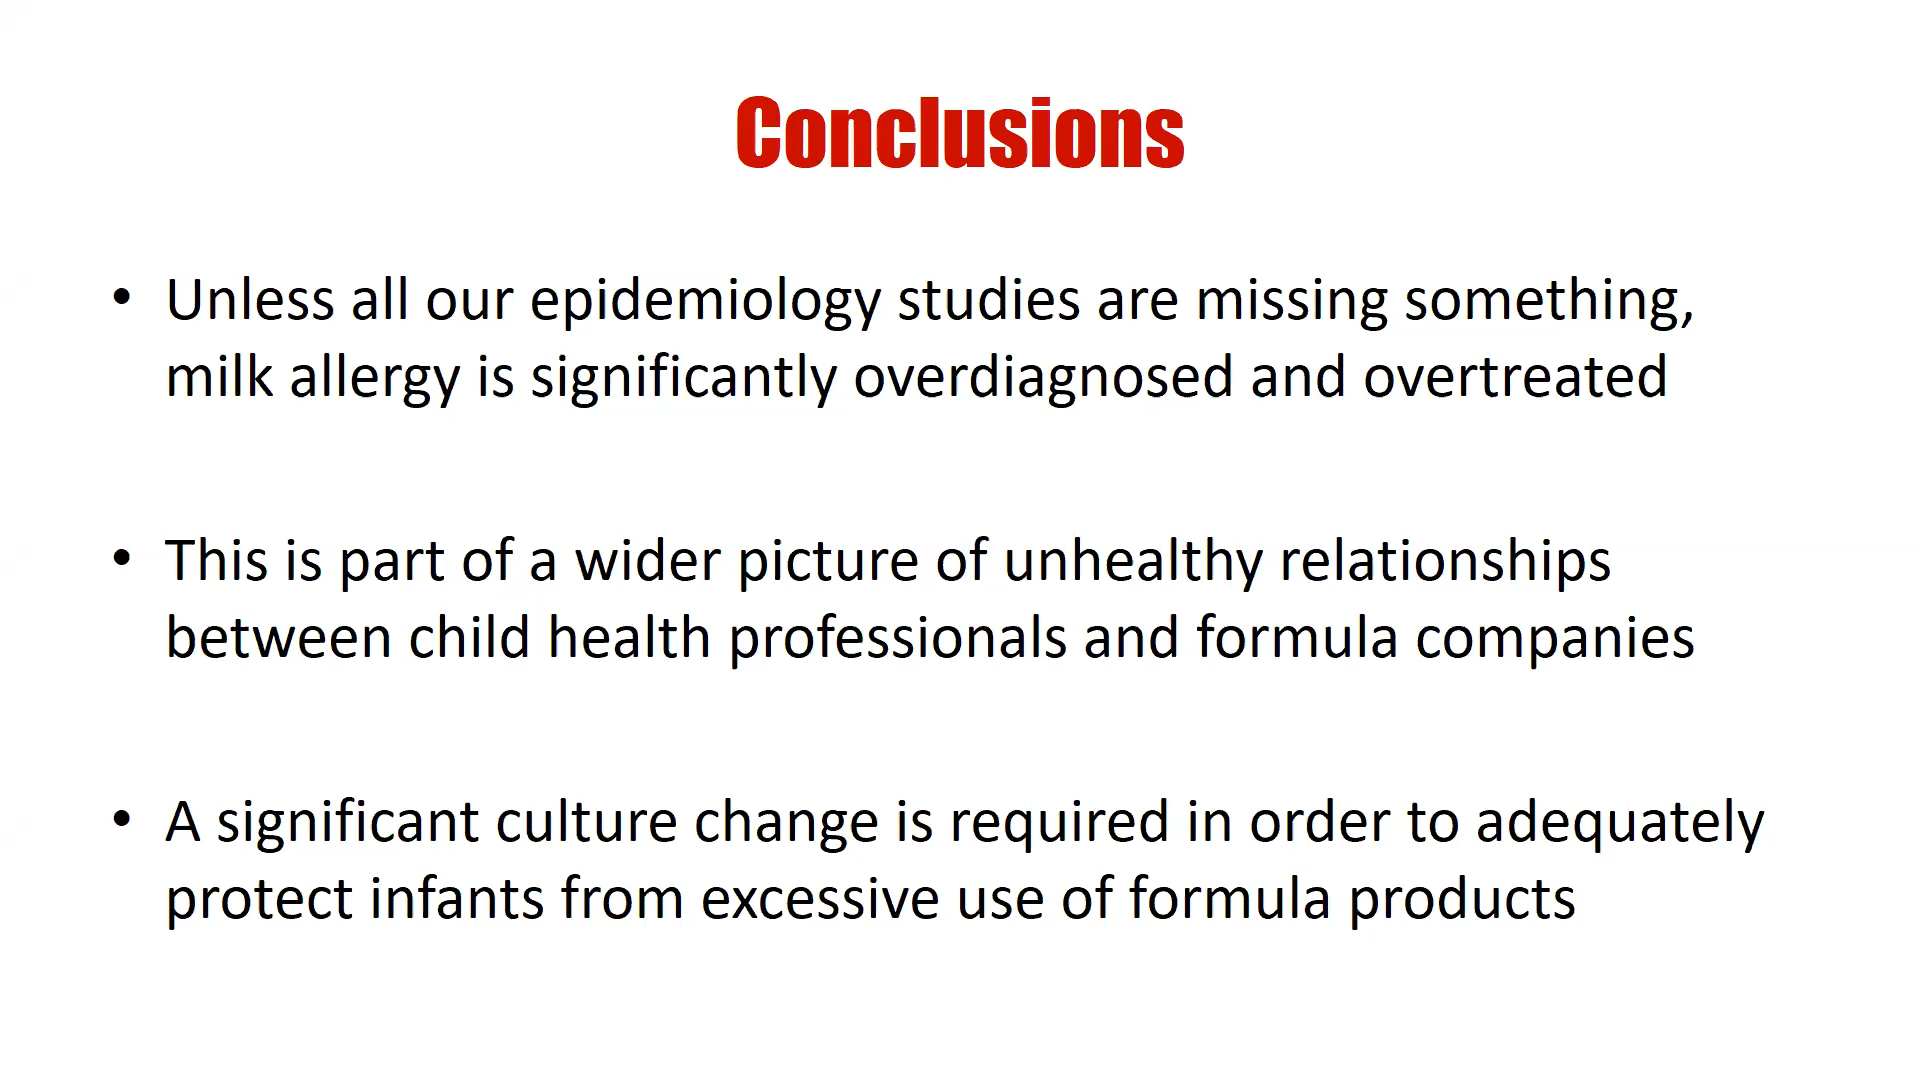 Conclusions
• Unless all our epidemiology studies are missing something,
milk allergy is significantly overdiagnosed and overtreated
• This is part of a wider picture of unhealthy relationships
between child health professionals and formula companies
• A significant culture change is required in order to adequately
protect infants from excessive use of formula products